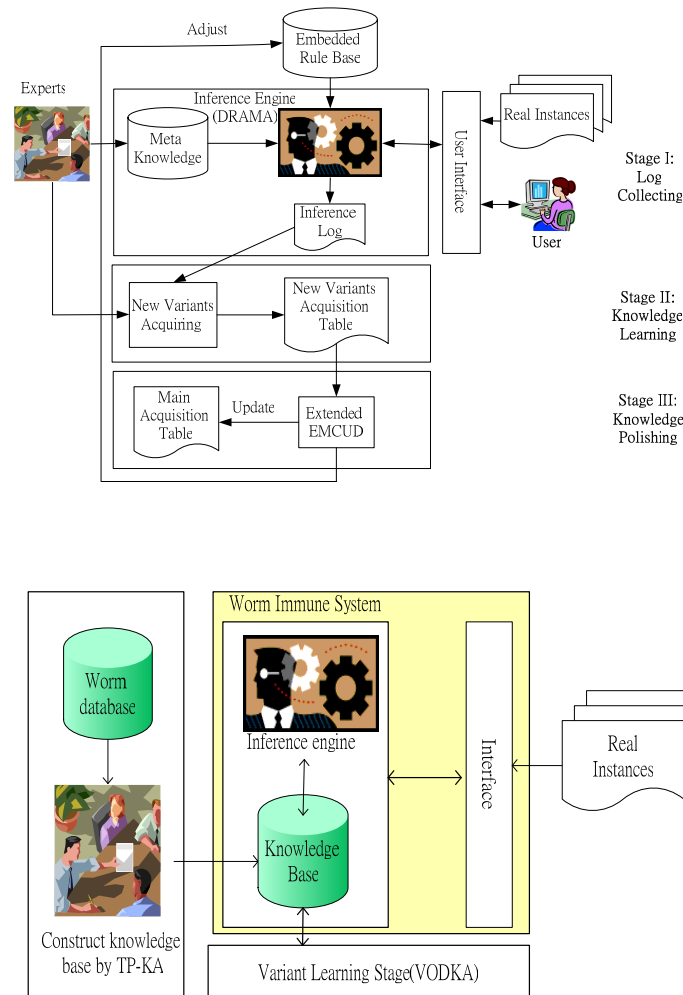 Adjust
Embedded
Rule Base
Experts
Inference Engine
(DRAMA)
Meta
Knowledge
User Interface
Real Instances
Stage I:
Log
Collecting
Inference
Log
User
New Variants
Acquiring
New Variants
Acquisition
Table
Stage II:
Knowledge
Learning
Main
Acquisition
Table
Update
Extended
EMCUD
Stage III:
Knowledge
Polishing
Worm Immune System
Worm
database
Inference engine
Interface
Real
Instances
Knowledge
Base
Construct knowledge
base by TP-KA
Variant Learning Stage(VODKA)